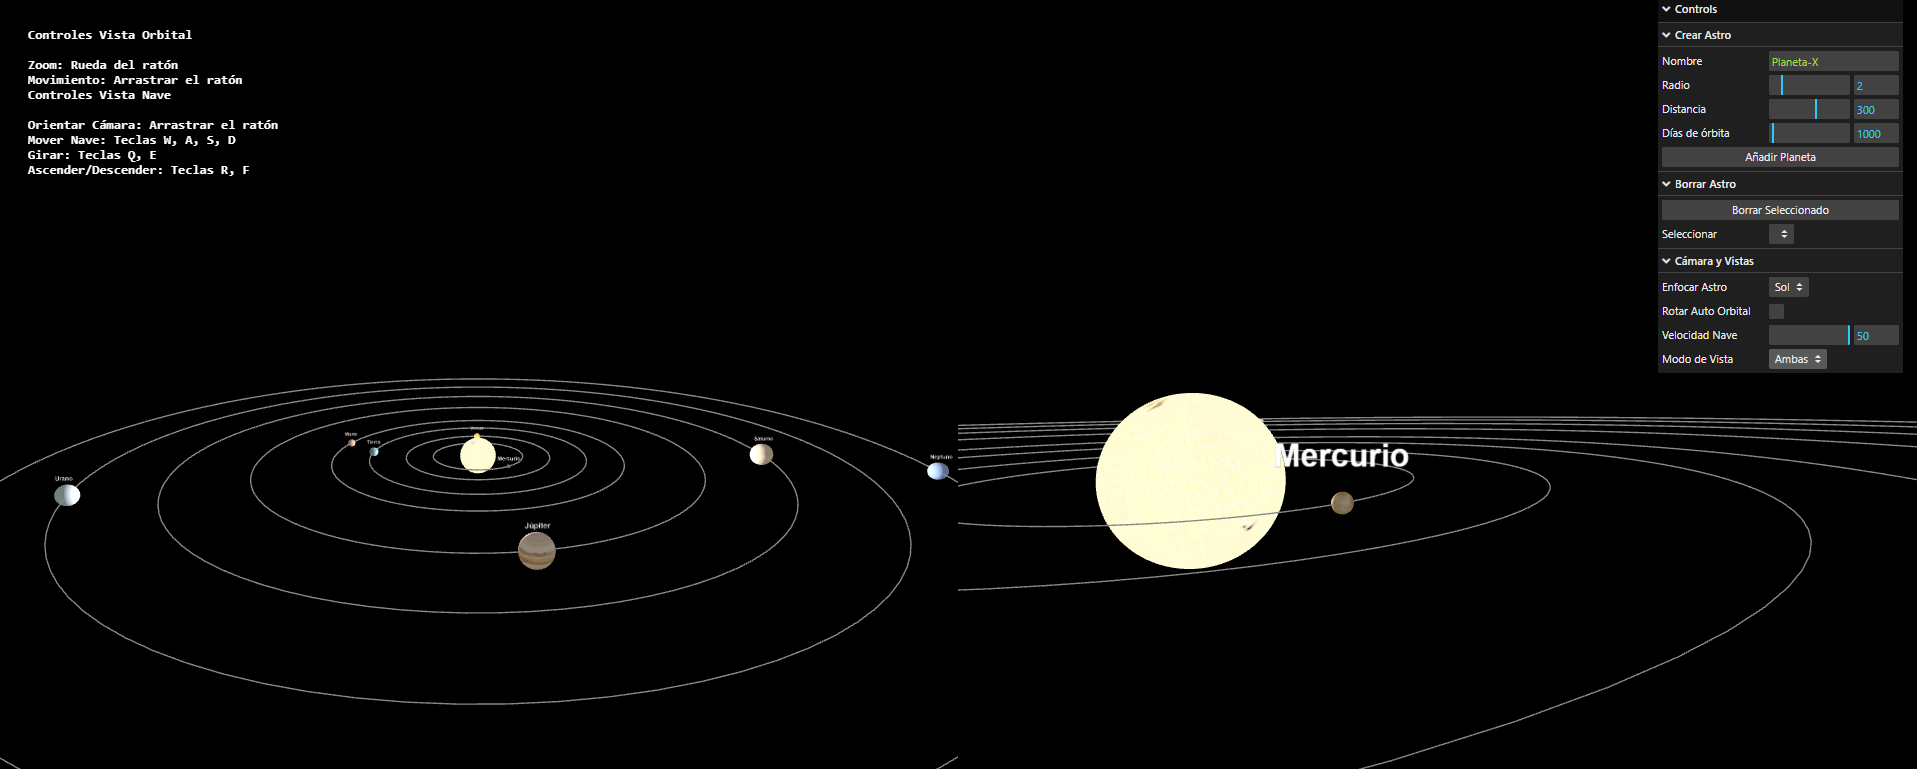 Controles Vista Orbital
Zoom: Rueda del ratón
Movimiento: Arrastrar el ratón
Controles Vista Nave
Orientar Cámara: Arrastrar el ratón
Mover Nave: Teclas W, A, S, D
Girar: Teclas Q, E
Ascender/Descender: Teclas R, F
Controls
Crear Astro
Nombre Planeta-X
Radio 2
Distancia 300
Días de órbita 1000
Añadir Planeta
Borrar Astro
Borrar Seleccionado
Seleccionar
Cámara y Vistas
Enfocar Astro Sol
Rotar Auto Orbital
Velocidad Nave 50
Modo de Vista Ambas
Venus
Marte
Tierra
Saturno
Mercurio
Neptuno
Urano
Júpiter
Mercurio